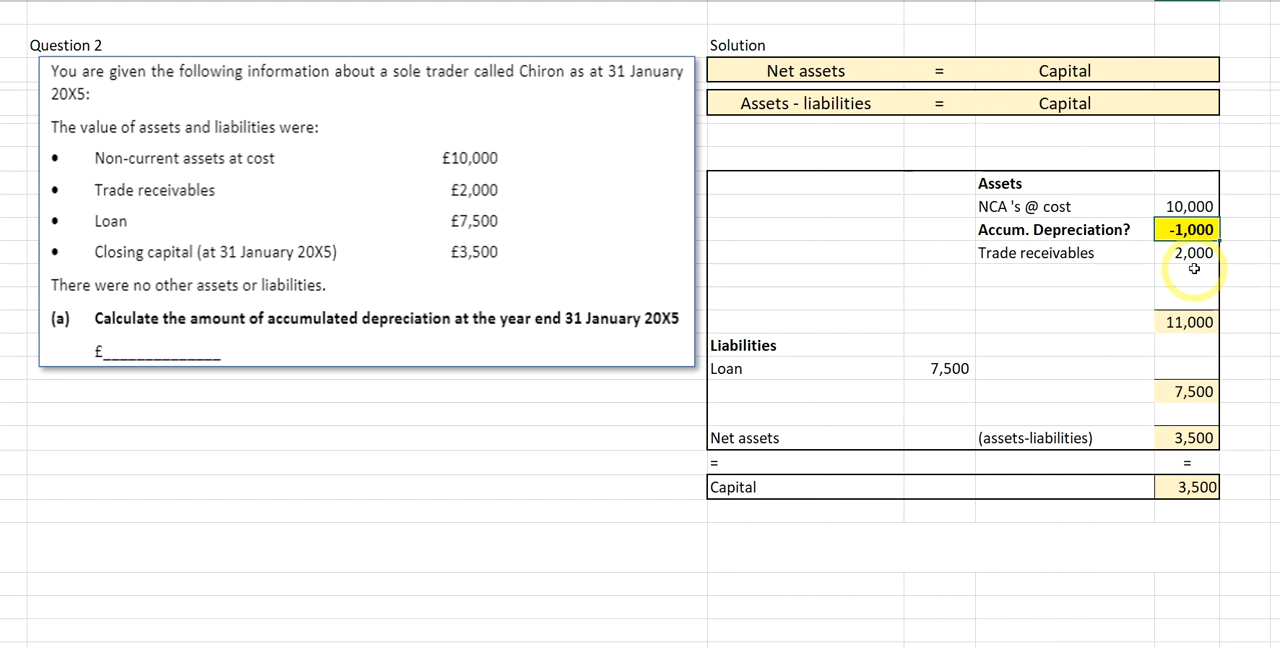 Question 2
You are given the following information about a sole trader called Chiron as at 31 January
20X5:
The value of assets and liabilities were:
• Non-current assets at cost £10,000
• Trade receivables £2,000
• Loan £7,500
• Closing capital (at 31 January 20X5) £3,500
There were no other assets or liabilities.
(a) Calculate the amount of accumulated depreciation at the year end 31 January 20X5
£______________
Solution
Net assets = Capital
Assets - liabilities = Capital
Assets
NCA 's @ cost 10,000
Accum. Depreciation? -1,000
Trade receivables 2,000
11,000
Liabilities
Loan 7,500
7,500
Net assets (assets-liabilities) 3,500
= =
Capital 3,500